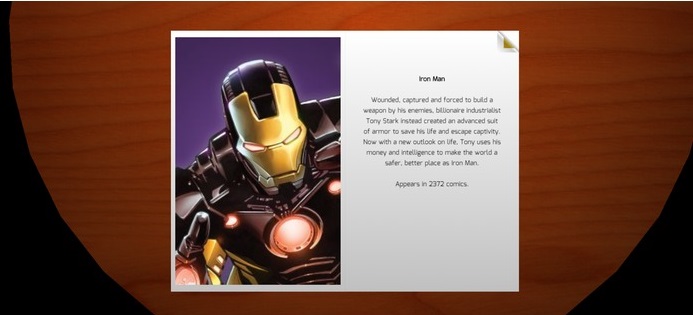 Iron Man
Wounded, captured and forced to build a
weapon by his enemies, billionaire industrialist
Tony Stark instead created an advanced suit
of armor to save his life and escape captivity.
Now with a new outlook on life, Tony uses his
money and intelligence to make the world a
safer, better place as Iron Man.
Appears in 2372 comics.